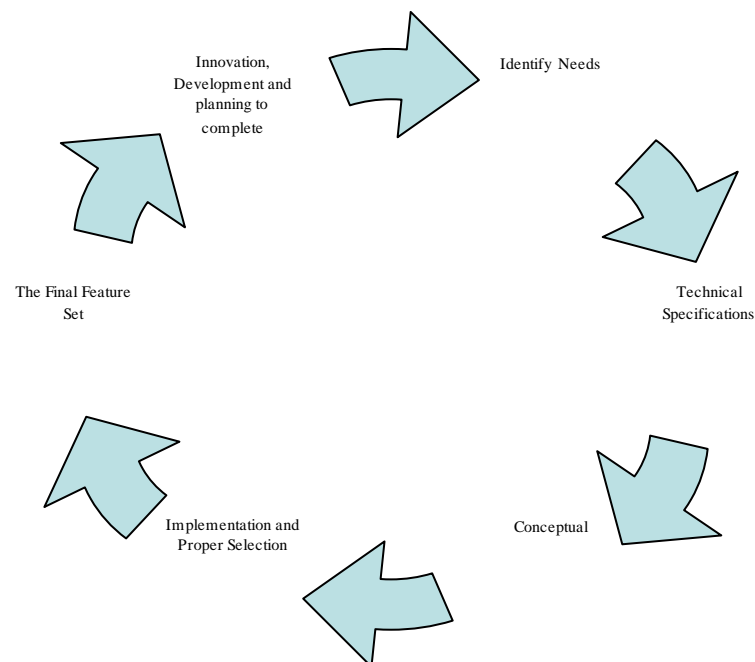 Innovation,
Development and
planning to
complete
Identify Needs
Technical
Specifications
Conceptual
Implementation and
Proper Selection
The Final Feature
Set